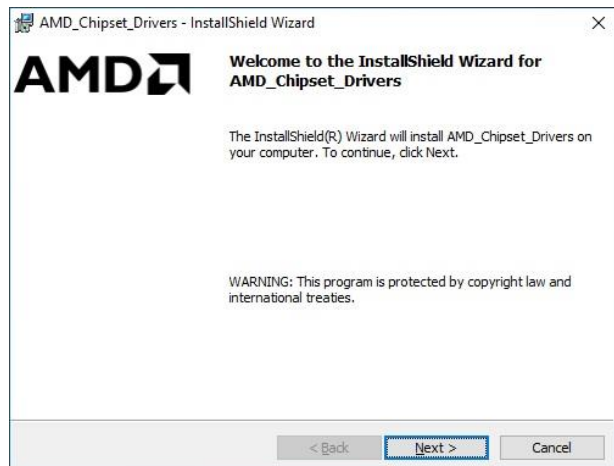 AMD_Chipset_Drivers - InstallShield Wizard
AMD
Welcome to the InstallShield Wizard for
AMD_Chipset_Drivers
The InstallShield(R) Wizard will install AMD_Chipset_Drivers on
your computer. To continue, click Next.
WARNING: This program is protected by copyright law and
international treaties.
< Back
Next >
Cancel